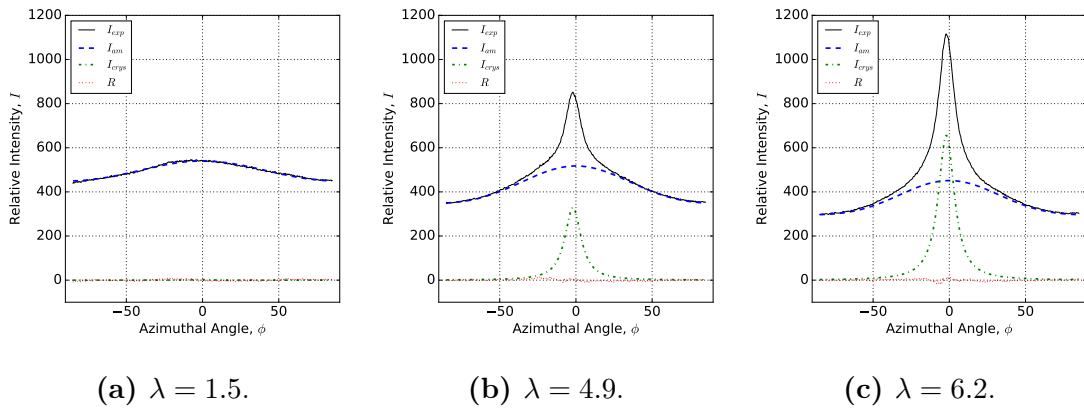 1200
1000
800
600
400
200
0
Relative Intensity, I
I_exp
I_am
I_crys
R
−50 0 50
Azimuthal Angle, ϕ
(a) λ = 1.5.
1200
1000
800
600
400
200
0
Relative Intensity, I
I_exp
I_am
I_crys
R
−50 0 50
Azimuthal Angle, ϕ
(b) λ = 4.9.
1200
1000
800
600
400
200
0
Relative Intensity, I
I_exp
I_am
I_crys
R
−50 0 50
Azimuthal Angle, ϕ
(c) λ = 6.2.